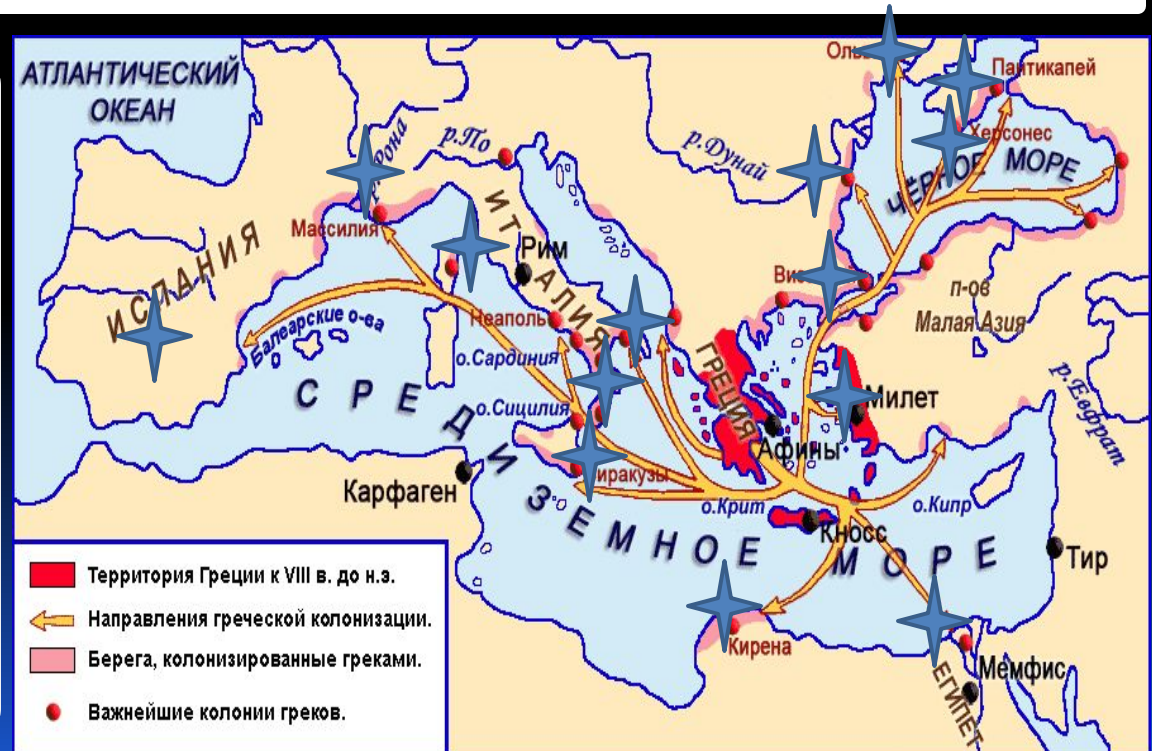 АТЛАНТИЧЕСКИЙ
ОКЕАН
Пантикапей
р.По
р.Дунай
Херсонес
ЧЁРНОЕ МОРЕ
Массилия
ИСПАНИЯ
ИТАЛИЯ
Рим
п-ов
Малая Азия
Неаполь
Балеарские о-ва
о.Сардиния
ГРЕЦИЯ
р.Евфрат
Милет
о.Сицилия
Афины
СРЕДИЗЕМНОЕ МОРЕ
Карфаген
о.Крит
о.Кипр
Кносс
Тир
Кирена
Мемфис
ЕГИПЕТ
Территория Греции к VIII в. до н.э.
Направления греческой колонизации.
Берега, колонизированные греками.
Важнейшие колонии греков.